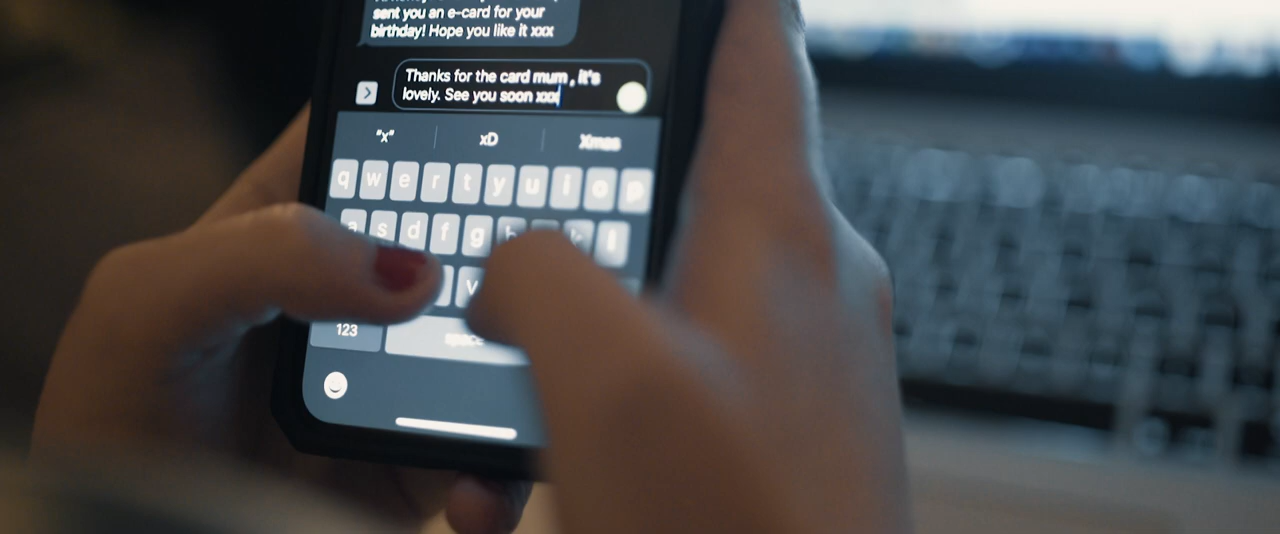 sent you an e-card for your
birthday! Hope you like it xxx
Thanks for the card mum , it's
lovely. See you soon xxx
"x" xD Xmas
q w e r t y u i o p
a s d f g h k l
v
123 space